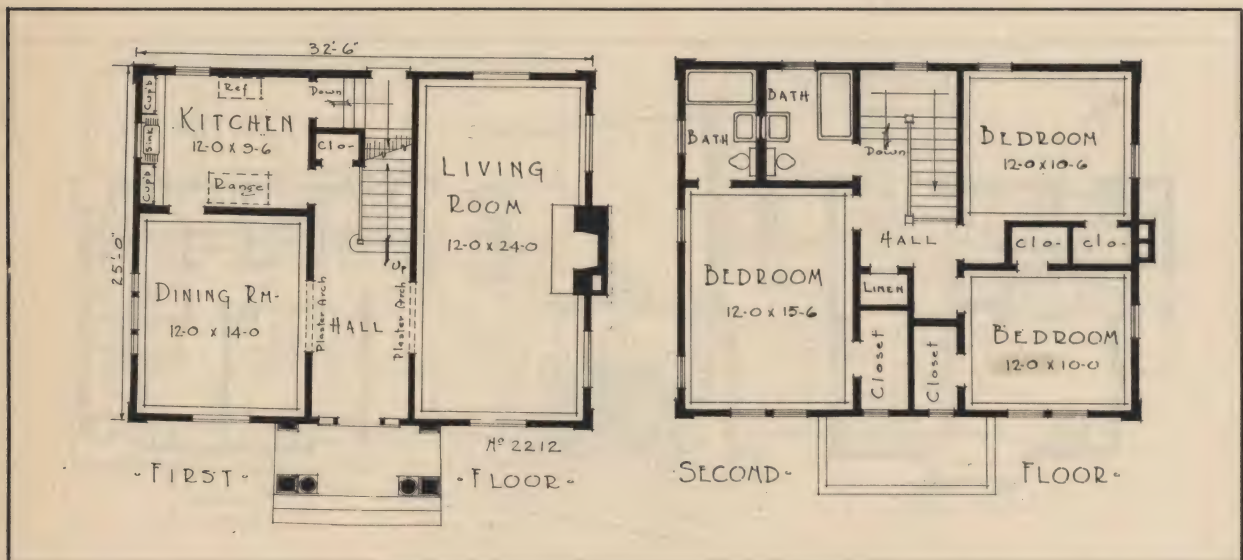 32'-6"
25'-0"
Cup'd
Sink
Cup'd
Ref
KITCHEN
12-0 x 9-6
Range
Down
Clo-
LIVING
ROOM
12-0 x 24-0
DINING RM-
12-0 x 14-0
Plaster Arch
HALL
Up
Plaster Arch
Nº 2212
-FIRST- -FLOOR-
BATH
BATH
Down
BEDROOM
12-0 x 10-6
HALL
Clo-
Clo-
LINEN
BEDROOM
12-0 x 15-6
Closet
Closet
BEDROOM
12-0 x 10-0
SECOND- FLOOR-